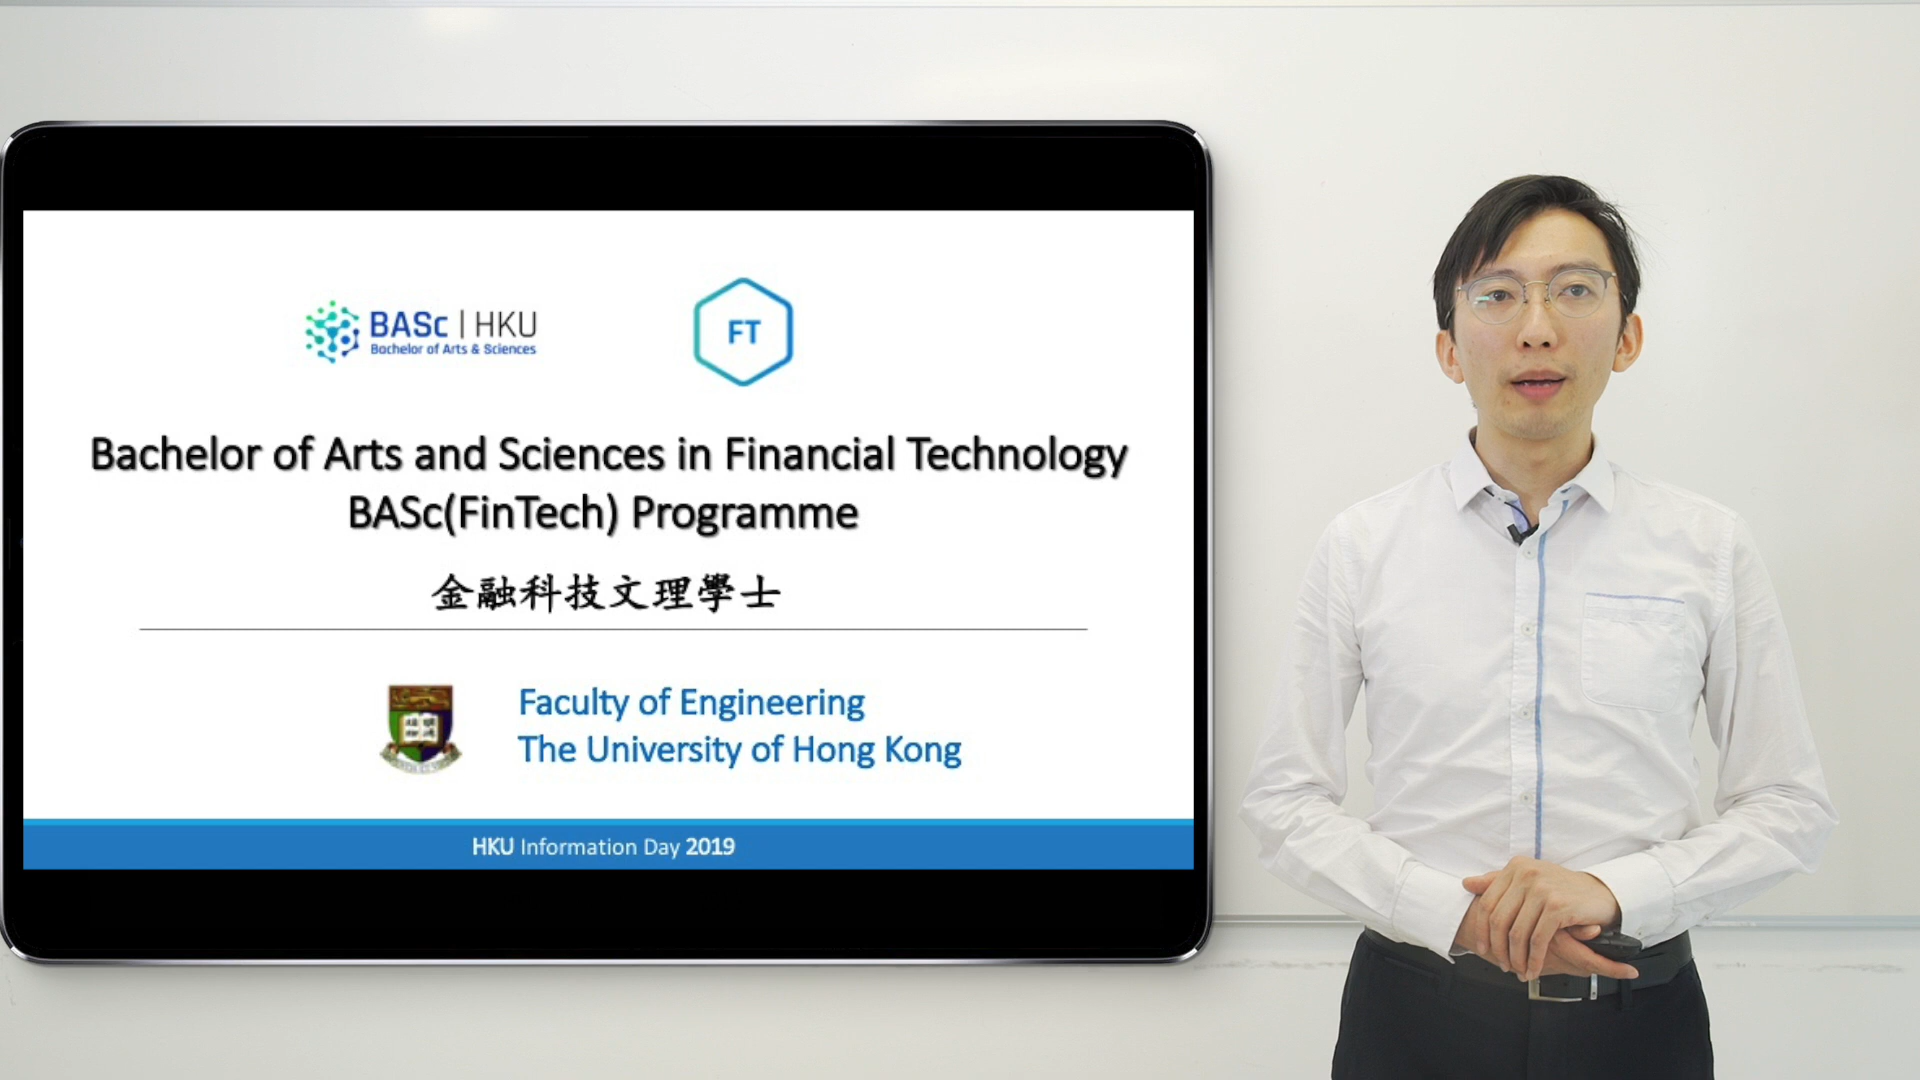 BASc | HKU
Bachelor of Arts & Sciences
FT
Bachelor of Arts and Sciences in Financial Technology
BASc(FinTech) Programme
金融科技文理學士
Faculty of Engineering
The University of Hong Kong
HKU Information Day 2019